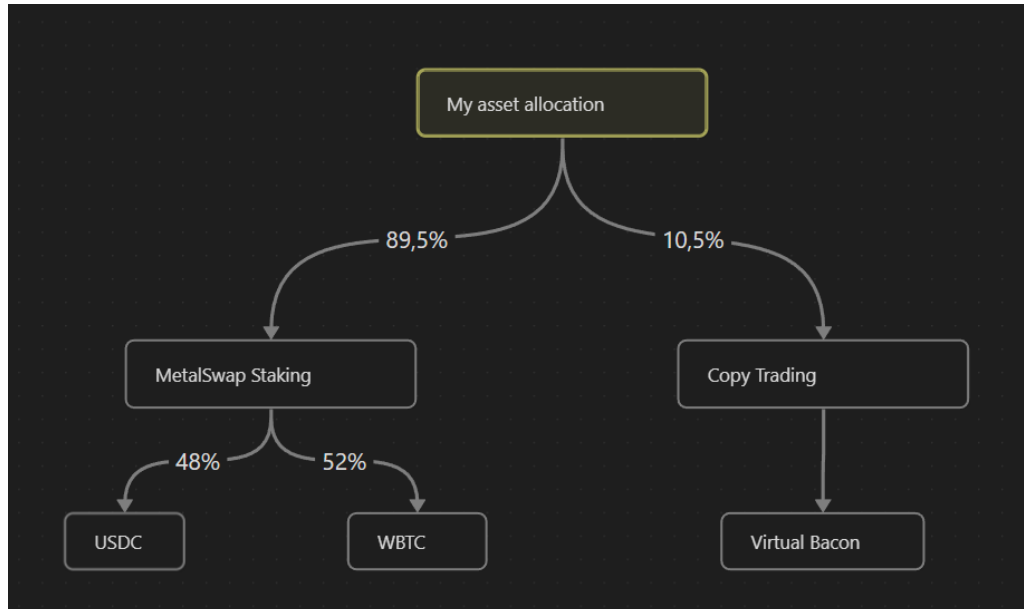 My asset allocation
89,5%
10,5%
MetalSwap Staking
Copy Trading
48%
52%
USDC
WBTC
Virtual Bacon